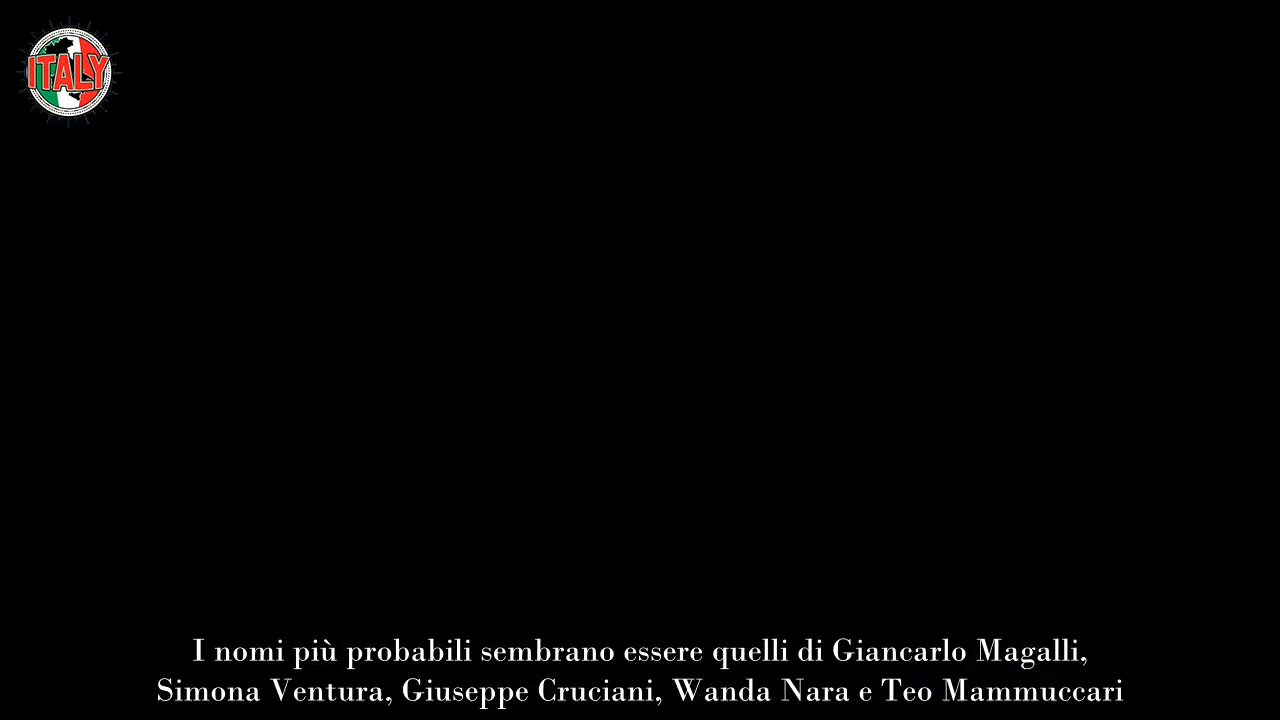 ITALY
I nomi più probabili sembrano essere quelli di Giancarlo Magalli,
Simona Ventura, Giuseppe Cruciani, Wanda Nara e Teo Mammuccari